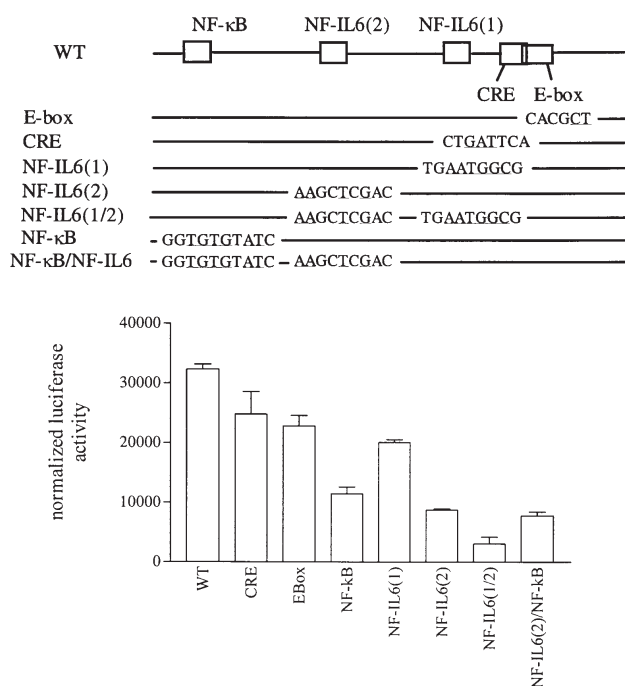 NF-κB NF-IL6(2) NF-IL6(1)
WT
CRE E-box
E-box CACGCT
CRE CTGATTCA
NF-IL6(1) TGAATGGCG
NF-IL6(2) AAGCTCGAC
NF-IL6(1/2) AAGCTCGAC TGAATGGCG
NF-κB GGTGTGTATC
NF-κB/NF-IL6 GGTGTGTATC AAGCTCGAC
normalized luciferase
activity
40000
30000
20000
10000
0
WT
CRE
EBox
NF-kB
NF-IL6(1)
NF-IL6(2)
NF-IL6(1/2)
NF-IL6(2)/NF-kB